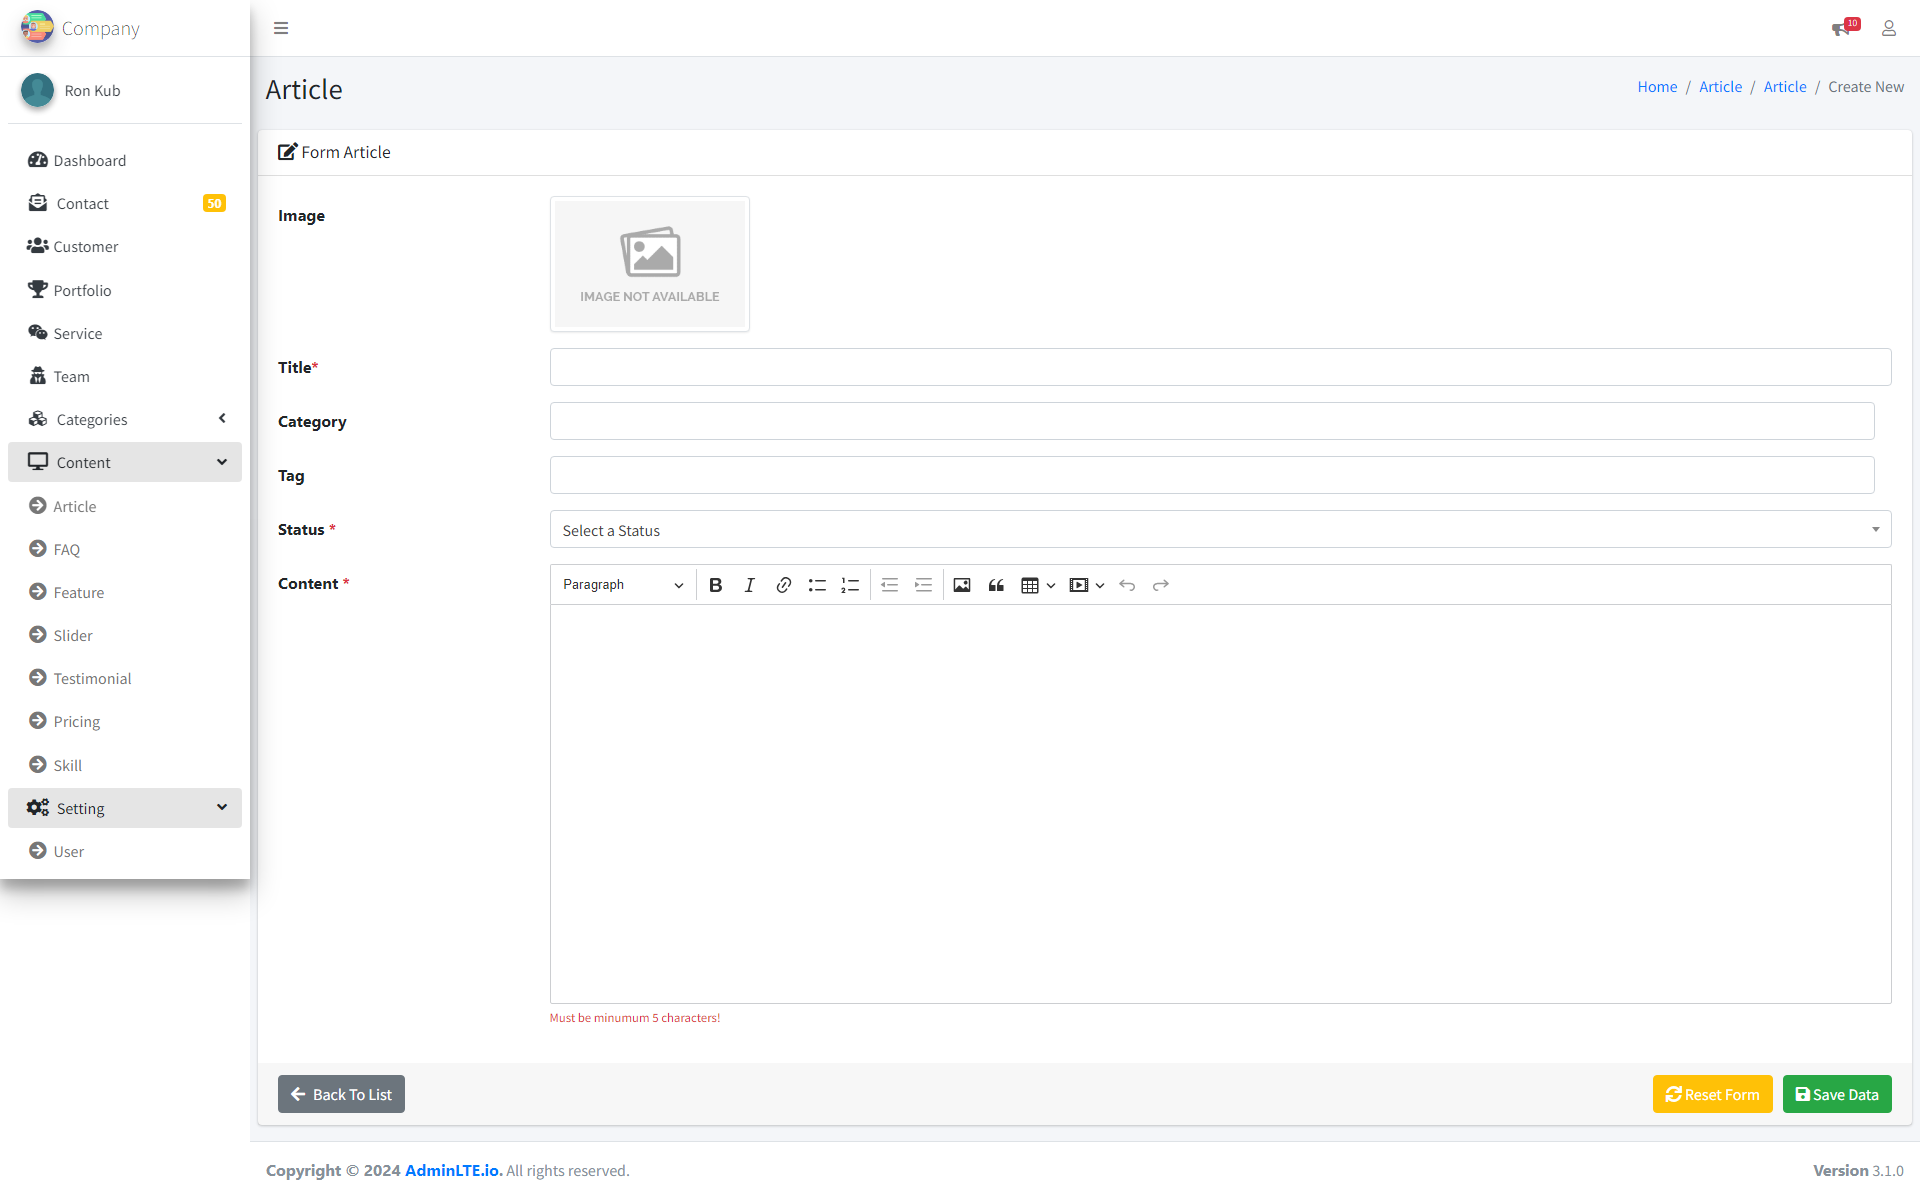 Company
10
Ron Kub
Article
Home / Article / Article / Create New
Dashboard
Contact 50
Customer
Portfolio
Service
Team
Categories
Content
Article
FAQ
Feature
Slider
Testimonial
Pricing
Skill
Setting
User
Form Article
Image
IMAGE NOT AVAILABLE
Title*
Category
Tag
Status *
Select a Status
Content *
Paragraph
Must be minumum 5 characters!
Back To List
Reset Form
Save Data
Copyright © 2024 AdminLTE.io. All rights reserved.
Version 3.1.0